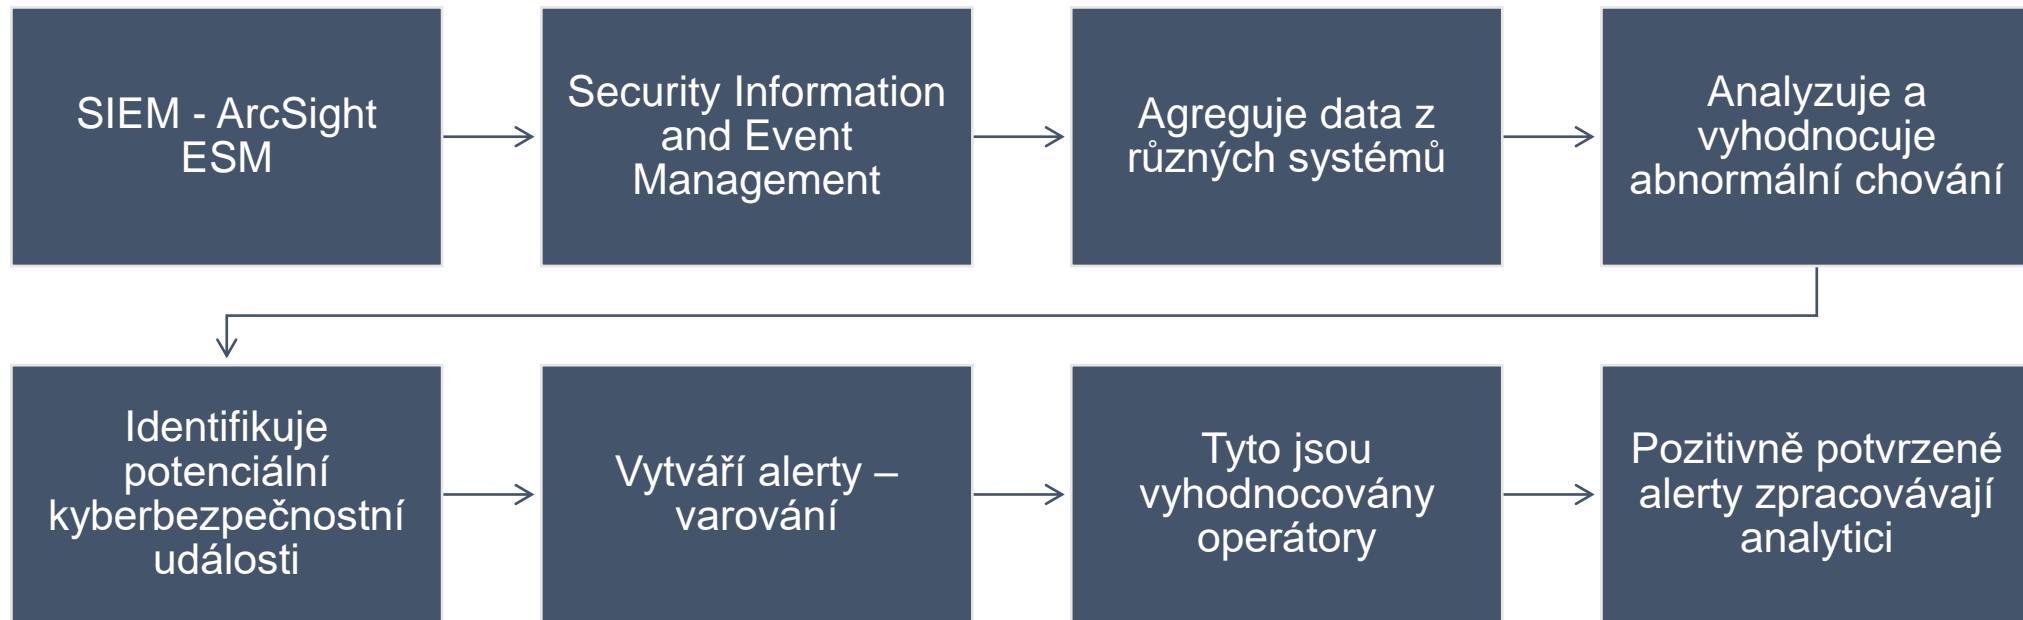 SIEM - ArcSight
ESM
Security Information
and Event
Management
Agreguje data z
různých systémů
Analyzuje a
vyhodnocuje
abnormální chování
Identifikuje
potenciální
kyberbezpečnostní
události
Vytváří alerty –
varování
Tyto jsou
vyhodnocovány
operátory
Pozitivně potvrzené
alerty zpracovávají
analytici